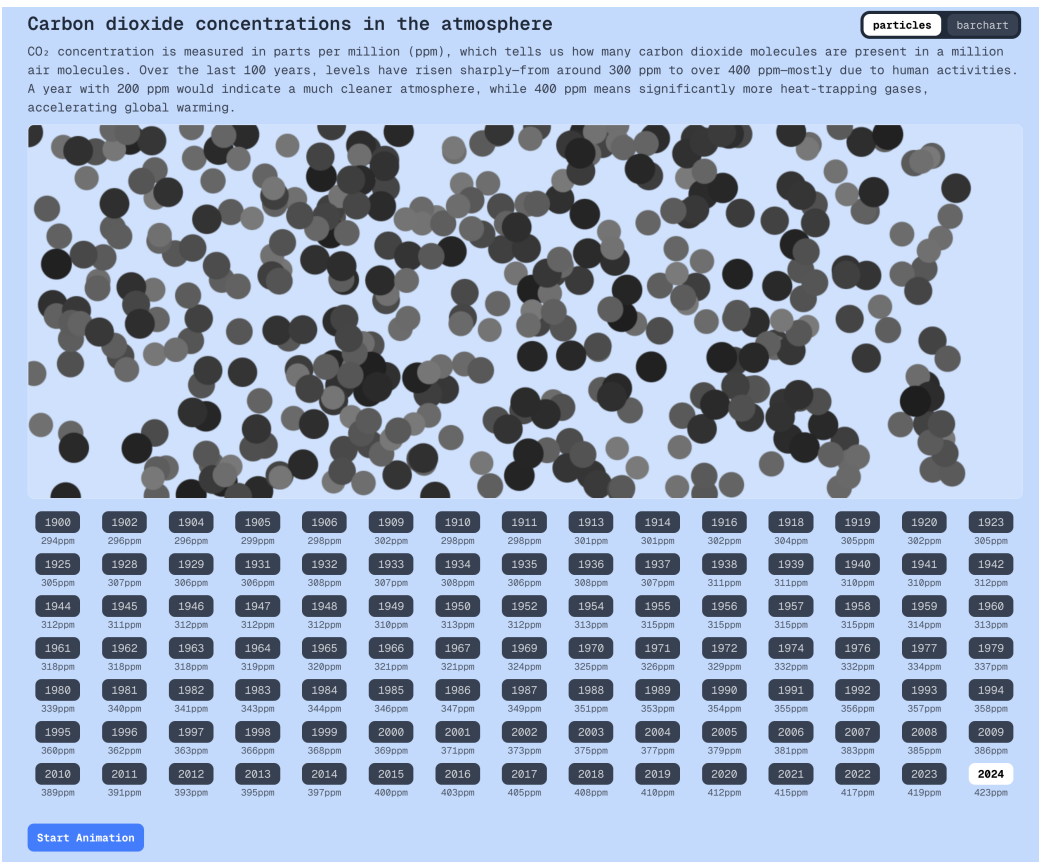 Carbon dioxide concentrations in the atmosphere
particles barchart
CO₂ concentration is measured in parts per million (ppm), which tells us how many carbon dioxide molecules are present in a million
air molecules. Over the last 100 years, levels have risen sharply—from around 300 ppm to over 400 ppm—mostly due to human activities.
A year with 200 ppm would indicate a much cleaner atmosphere, while 400 ppm means significantly more heat-trapping gases,
accelerating global warming.
1900 1902 1904 1905 1906 1909 1910 1911 1913 1914 1916 1918 1919 1920 1923
294ppm 296ppm 296ppm 299ppm 298ppm 302ppm 298ppm 298ppm 301ppm 301ppm 302ppm 304ppm 305ppm 302ppm 305ppm
1925 1928 1929 1931 1932 1933 1934 1935 1936 1937 1938 1939 1940 1941 1942
305ppm 307ppm 306ppm 306ppm 308ppm 307ppm 308ppm 306ppm 308ppm 307ppm 311ppm 311ppm 310ppm 310ppm 312ppm
1944 1945 1946 1947 1948 1949 1950 1952 1954 1955 1956 1957 1958 1959 1960
312ppm 311ppm 312ppm 312ppm 312ppm 310ppm 313ppm 312ppm 313ppm 315ppm 315ppm 315ppm 315ppm 314ppm 313ppm
1961 1962 1963 1964 1965 1966 1967 1969 1970 1971 1972 1974 1976 1977 1979
318ppm 318ppm 318ppm 319ppm 320ppm 321ppm 321ppm 324ppm 325ppm 326ppm 329ppm 332ppm 332ppm 334ppm 337ppm
1980 1981 1982 1983 1984 1985 1986 1987 1988 1989 1990 1991 1992 1993 1994
339ppm 340ppm 341ppm 343ppm 344ppm 346ppm 347ppm 349ppm 351ppm 353ppm 354ppm 355ppm 356ppm 357ppm 358ppm
1995 1996 1997 1998 1999 2000 2001 2002 2003 2004 2005 2006 2007 2008 2009
360ppm 362ppm 363ppm 366ppm 368ppm 369ppm 371ppm 373ppm 375ppm 377ppm 379ppm 381ppm 383ppm 385ppm 386ppm
2010 2011 2012 2013 2014 2015 2016 2017 2018 2019 2020 2021 2022 2023 2024
389ppm 391ppm 393ppm 395ppm 397ppm 400ppm 403ppm 405ppm 408ppm 410ppm 412ppm 415ppm 417ppm 419ppm 423ppm
Start Animation